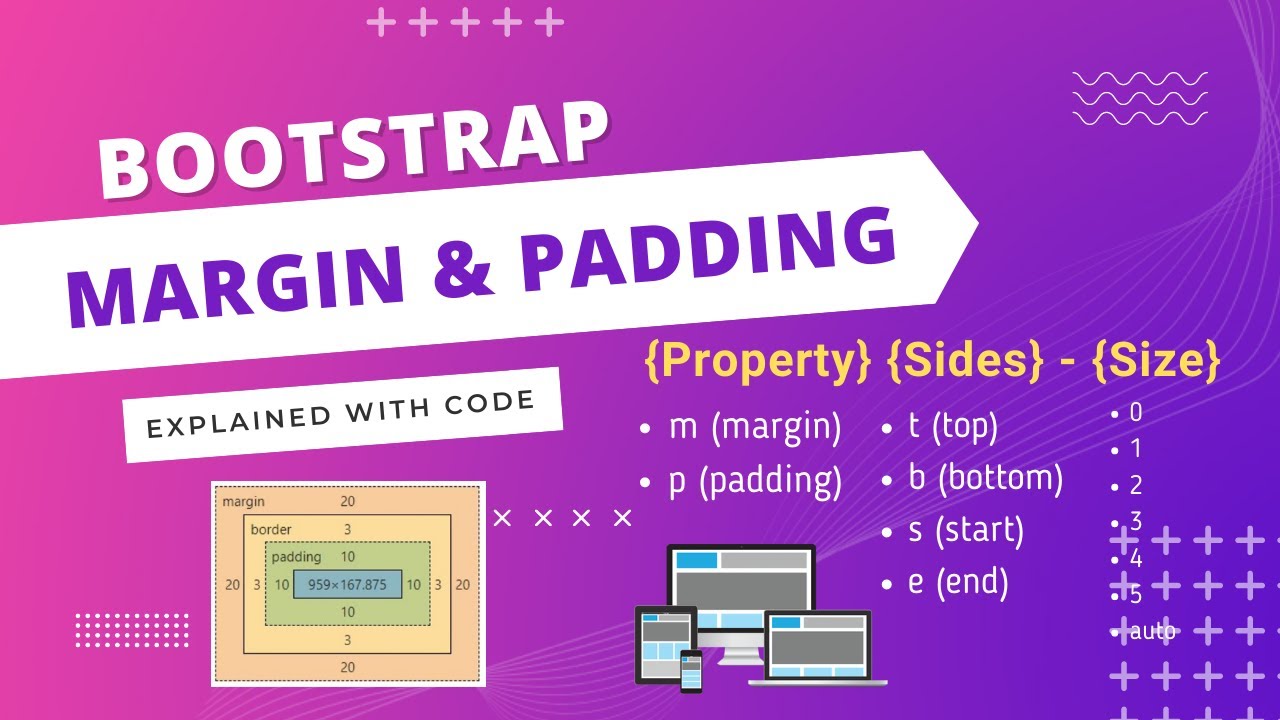 BOOTSTRAP
MARGIN & PADDING
EXPLAINED WITH CODE
{Property} {Sides} - {Size}
m (margin)
p (padding)
t (top)
b (bottom)
s (start)
e (end)
0
1
2
3
4
5
auto
margin 20
border 3
padding 10
20 3 10 959×167.875 10 3 20
10
3
20